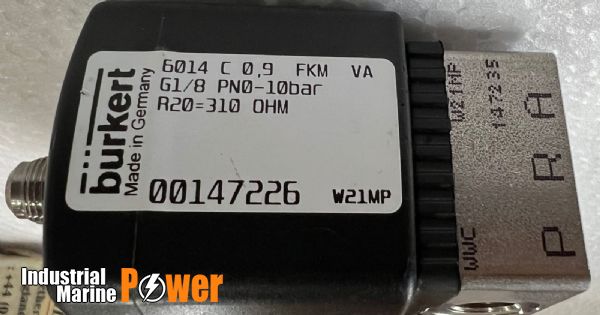 burkert
Made in Germany
6014 C 0,9 FKM VA
G1/8 PN0-10bar
R20=310 OHM
00147226 W21MP
W21MP
147235
WWC
P R A
Industrial
Marine Power